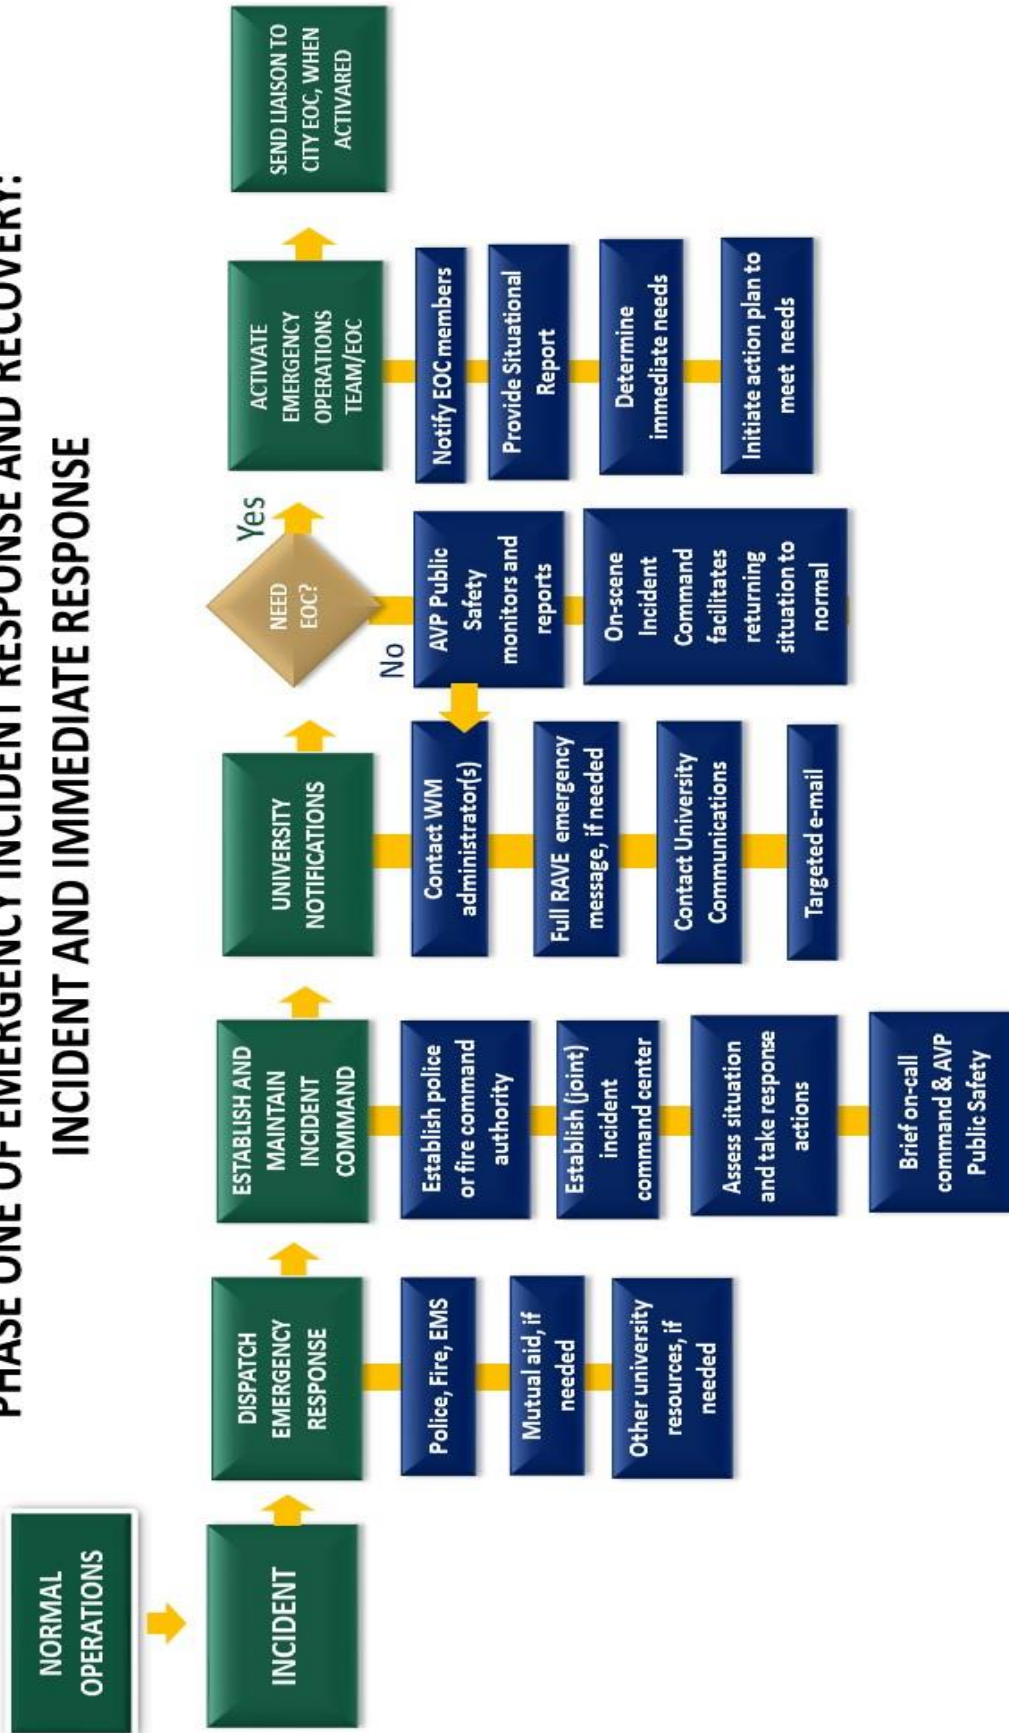 PHASE ONE OF EMERGENCY INCIDENT RESPONSE AND RECOVERY:
INCIDENT AND IMMEDIATE RESPONSE
NORMAL
OPERATIONS
INCIDENT
DISPATCH
EMERGENCY
RESPONSE
Police, Fire, EMS
Mutual aid, if
needed
Other university
resources, if
needed
ESTABLISH AND
MAINTAIN
INCIDENT
COMMAND
Establish police
or fire command
authority
Establish (joint)
incident
command center
Assess situation
and take response
actions
Brief on-call
command & AVP
Public Safety
UNIVERSITY
NOTIFICATIONS
Contact WM
administrator(s)
Full RAVE emergency
message, if needed
Contact University
Communications
Targeted e-mail
NEED
EOC?
Yes
No
AVP Public
Safety
monitors and
reports
On-scene
Incident
Command
facilitates
returning
situation to
normal
ACTIVATE
EMERGENCY
OPERATIONS
TEAM/EOC
Notify EOC members
Provide Situational
Report
Determine
immediate needs
Initiate action plan to
meet needs
SEND LIAISON TO
CITY EOC, WHEN
ACTIVARED